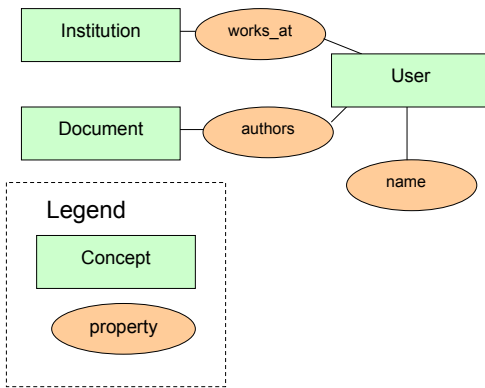 Institution
works_at
User
Document
authors
name
Legend
Concept
property